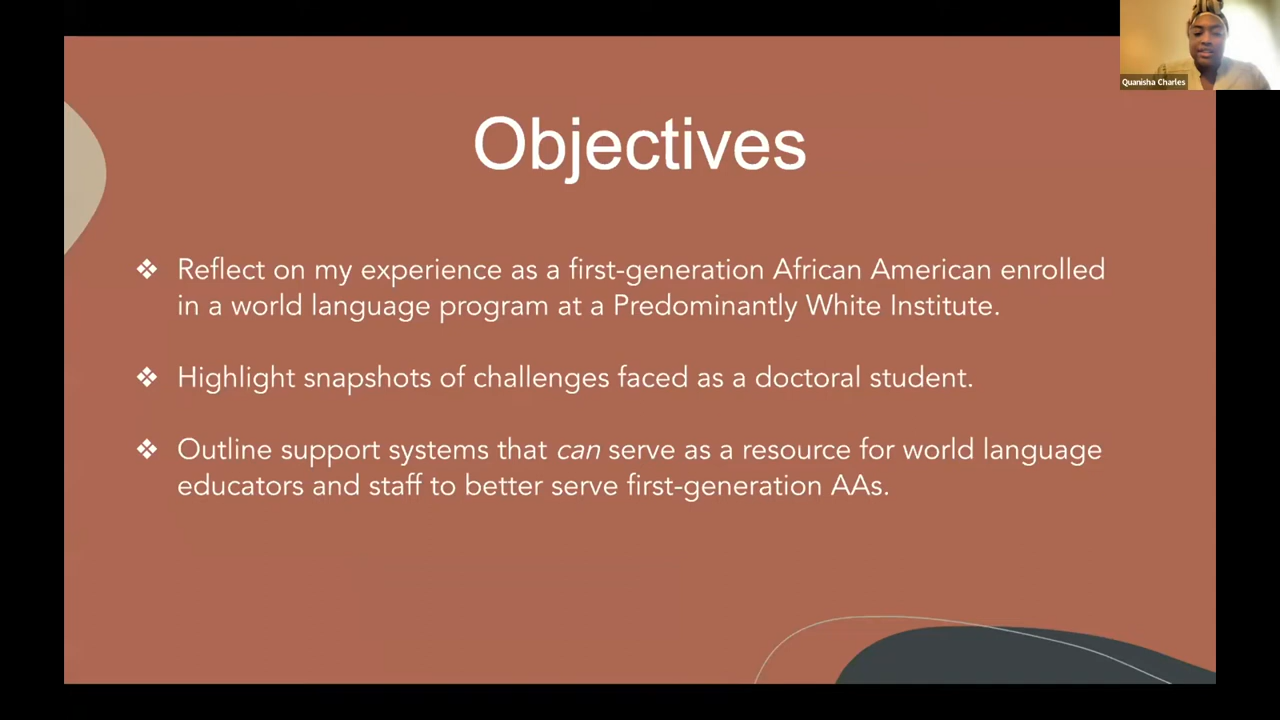 Quanisha Charles
Objectives
❖ Reflect on my experience as a first-generation African American enrolled
in a world language program at a Predominantly White Institute.
❖ Highlight snapshots of challenges faced as a doctoral student.
❖ Outline support systems that can serve as a resource for world language
educators and staff to better serve first-generation AAs.